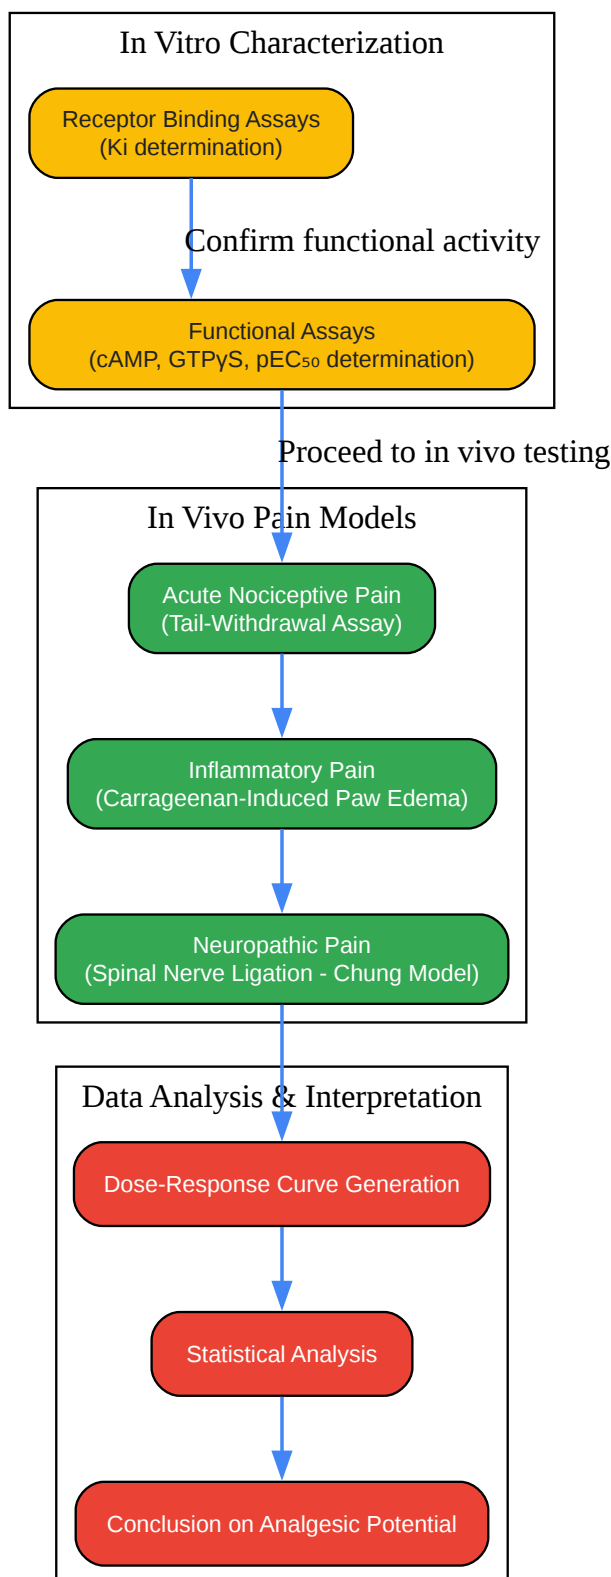 In Vitro Characterization
Receptor Binding Assays
(Ki determination)
Confirm functional activity
Functional Assays
(cAMP, GTPγS, pEC₅₀ determination)
Proceed to in vivo testing
In Vivo Pain Models
Acute Nociceptive Pain
(Tail-Withdrawal Assay)
Inflammatory Pain
(Carrageenan-Induced Paw Edema)
Neuropathic Pain
(Spinal Nerve Ligation - Chung Model)
Data Analysis & Interpretation
Dose-Response Curve Generation
Statistical Analysis
Conclusion on Analgesic Potential